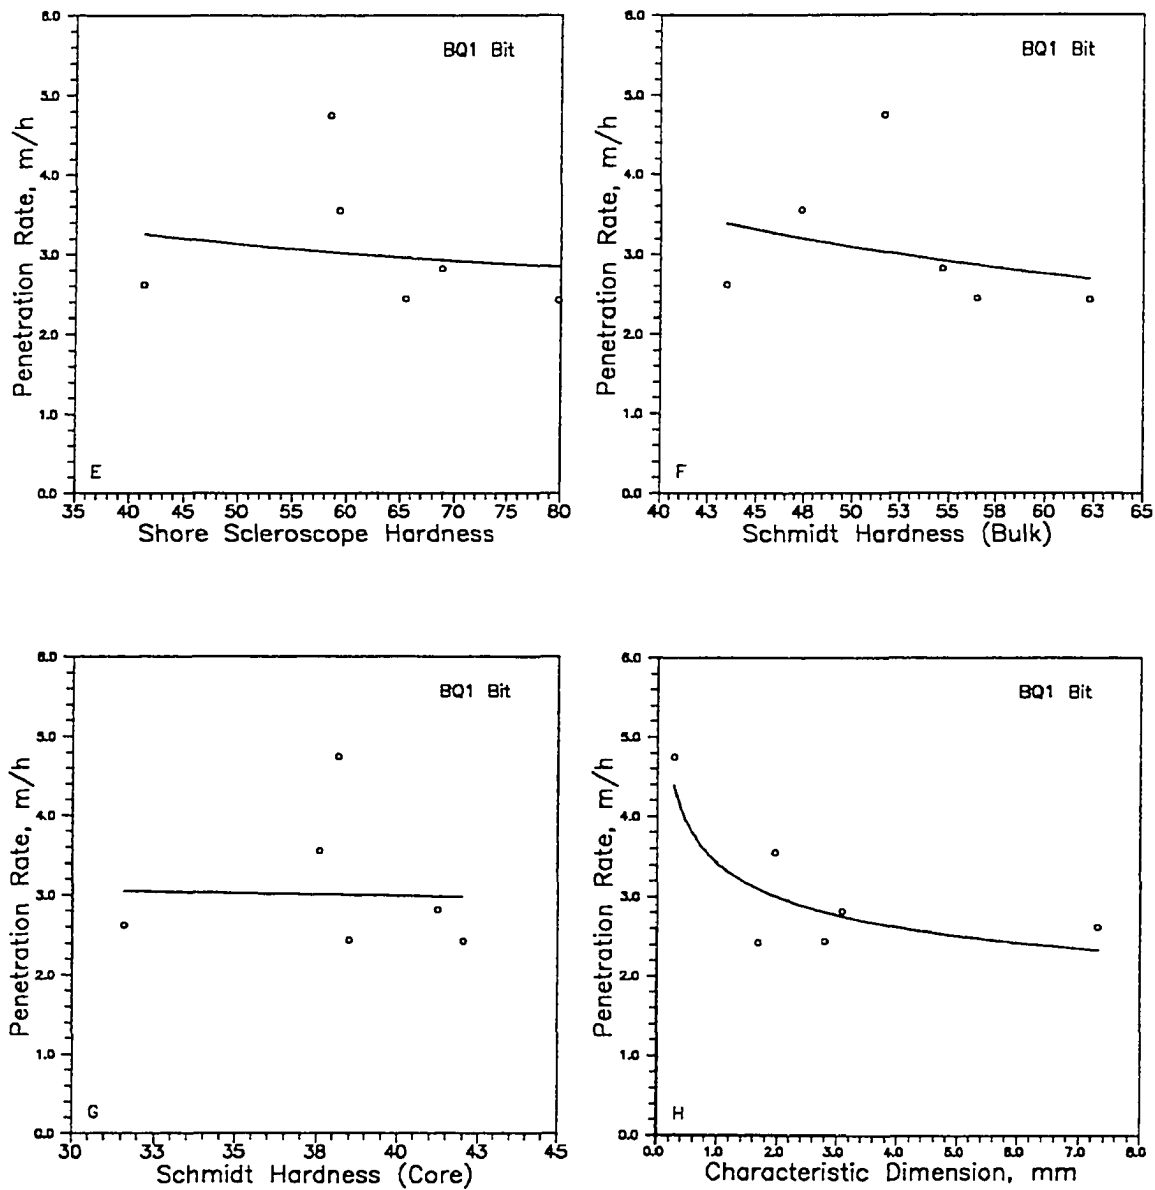 6.0
BQ1 Bit
5.0
4.0
3.0
2.0
1.0
0.0
Penetration Rate, m/h
E
35 40 45 50 55 60 65 70 75 80
Shore Scleroscope Hardness
6.0
BQ1 Bit
5.0
4.0
3.0
2.0
1.0
0.0
Penetration Rate, m/h
F
40 43 45 48 50 53 55 58 60 63 65
Schmidt Hardness (Bulk)
6.0
BQ1 Bit
5.0
4.0
3.0
2.0
1.0
0.0
Penetration Rate, m/h
G
30 33 35 38 40 43 45
Schmidt Hardness (Core)
6.0
BQ1 Bit
5.0
4.0
3.0
2.0
1.0
0.0
Penetration Rate, m/h
H
0.0 1.0 2.0 3.0 4.0 5.0 6.0 7.0 8.0
Characteristic Dimension, mm